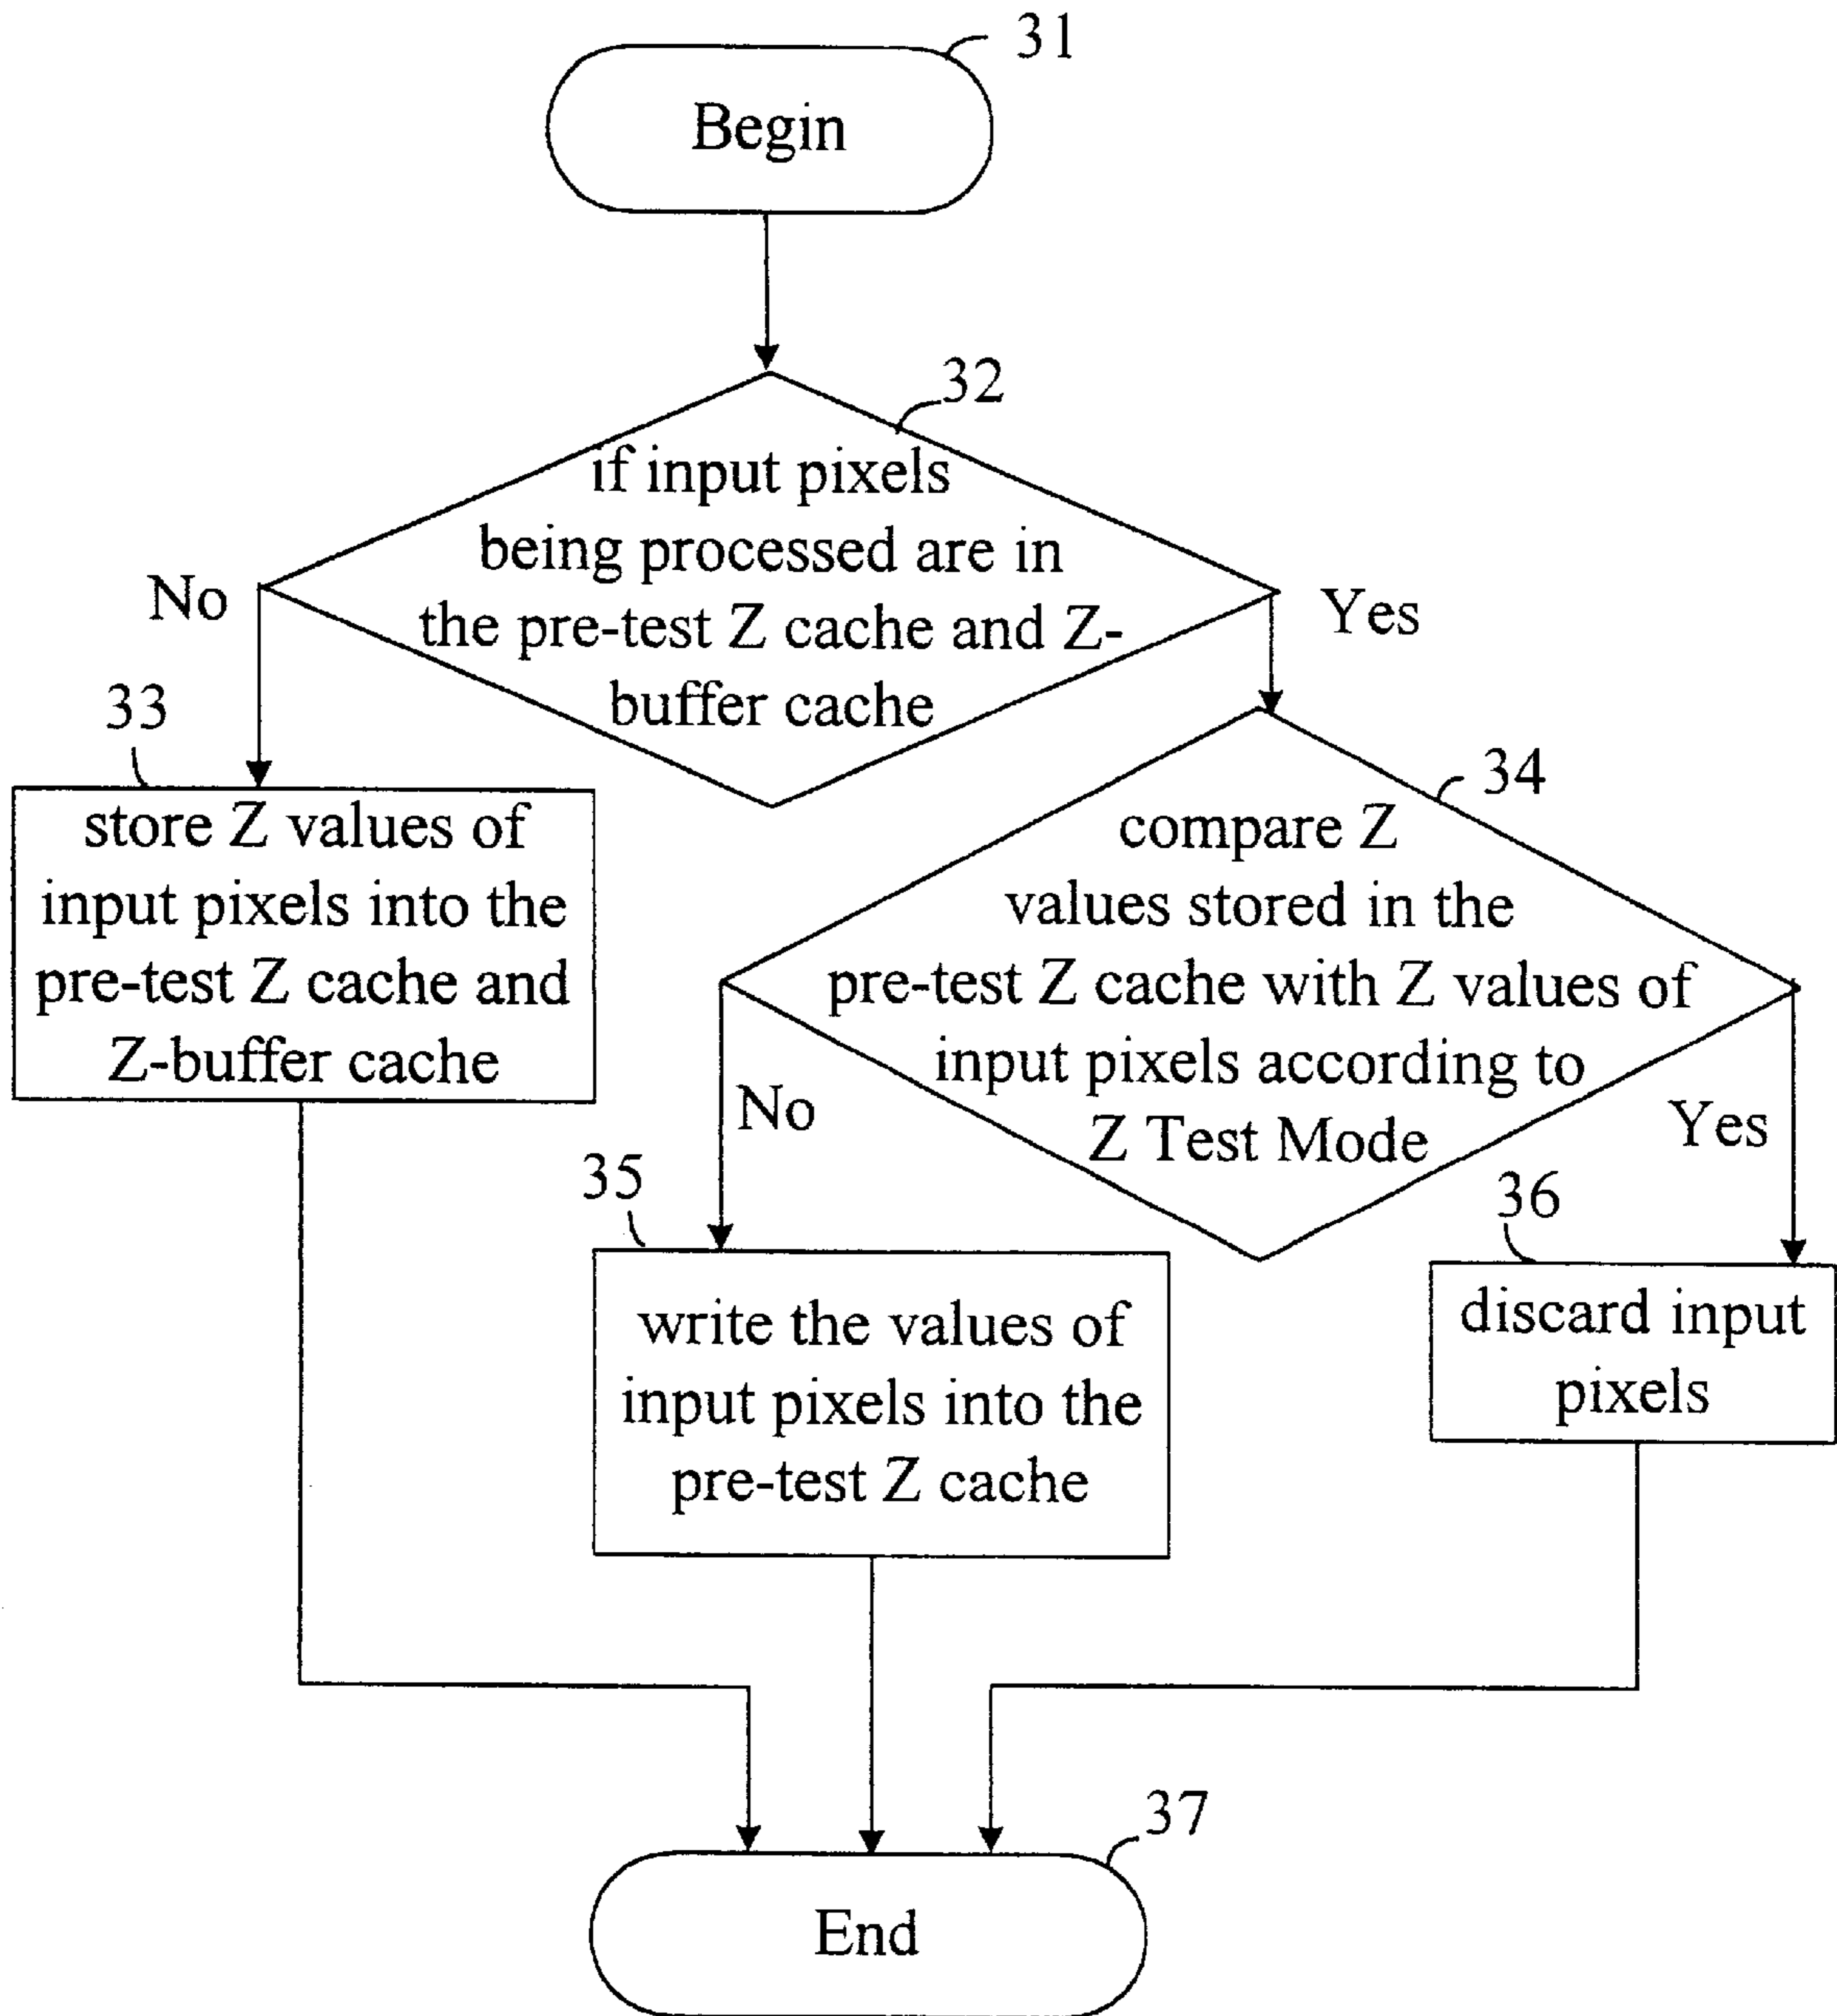 31
Begin
32
if input pixels
being processed are in
the pre-test Z cache and Z-
buffer cache
No
Yes
33
store Z values of
input pixels into the
pre-test Z cache and
Z-buffer cache
34
compare Z
values stored in the
pre-test Z cache with Z values of
input pixels according to
Z Test Mode
No
Yes
35
write the values of
input pixels into the
pre-test Z cache
36
discard input
pixels
37
End